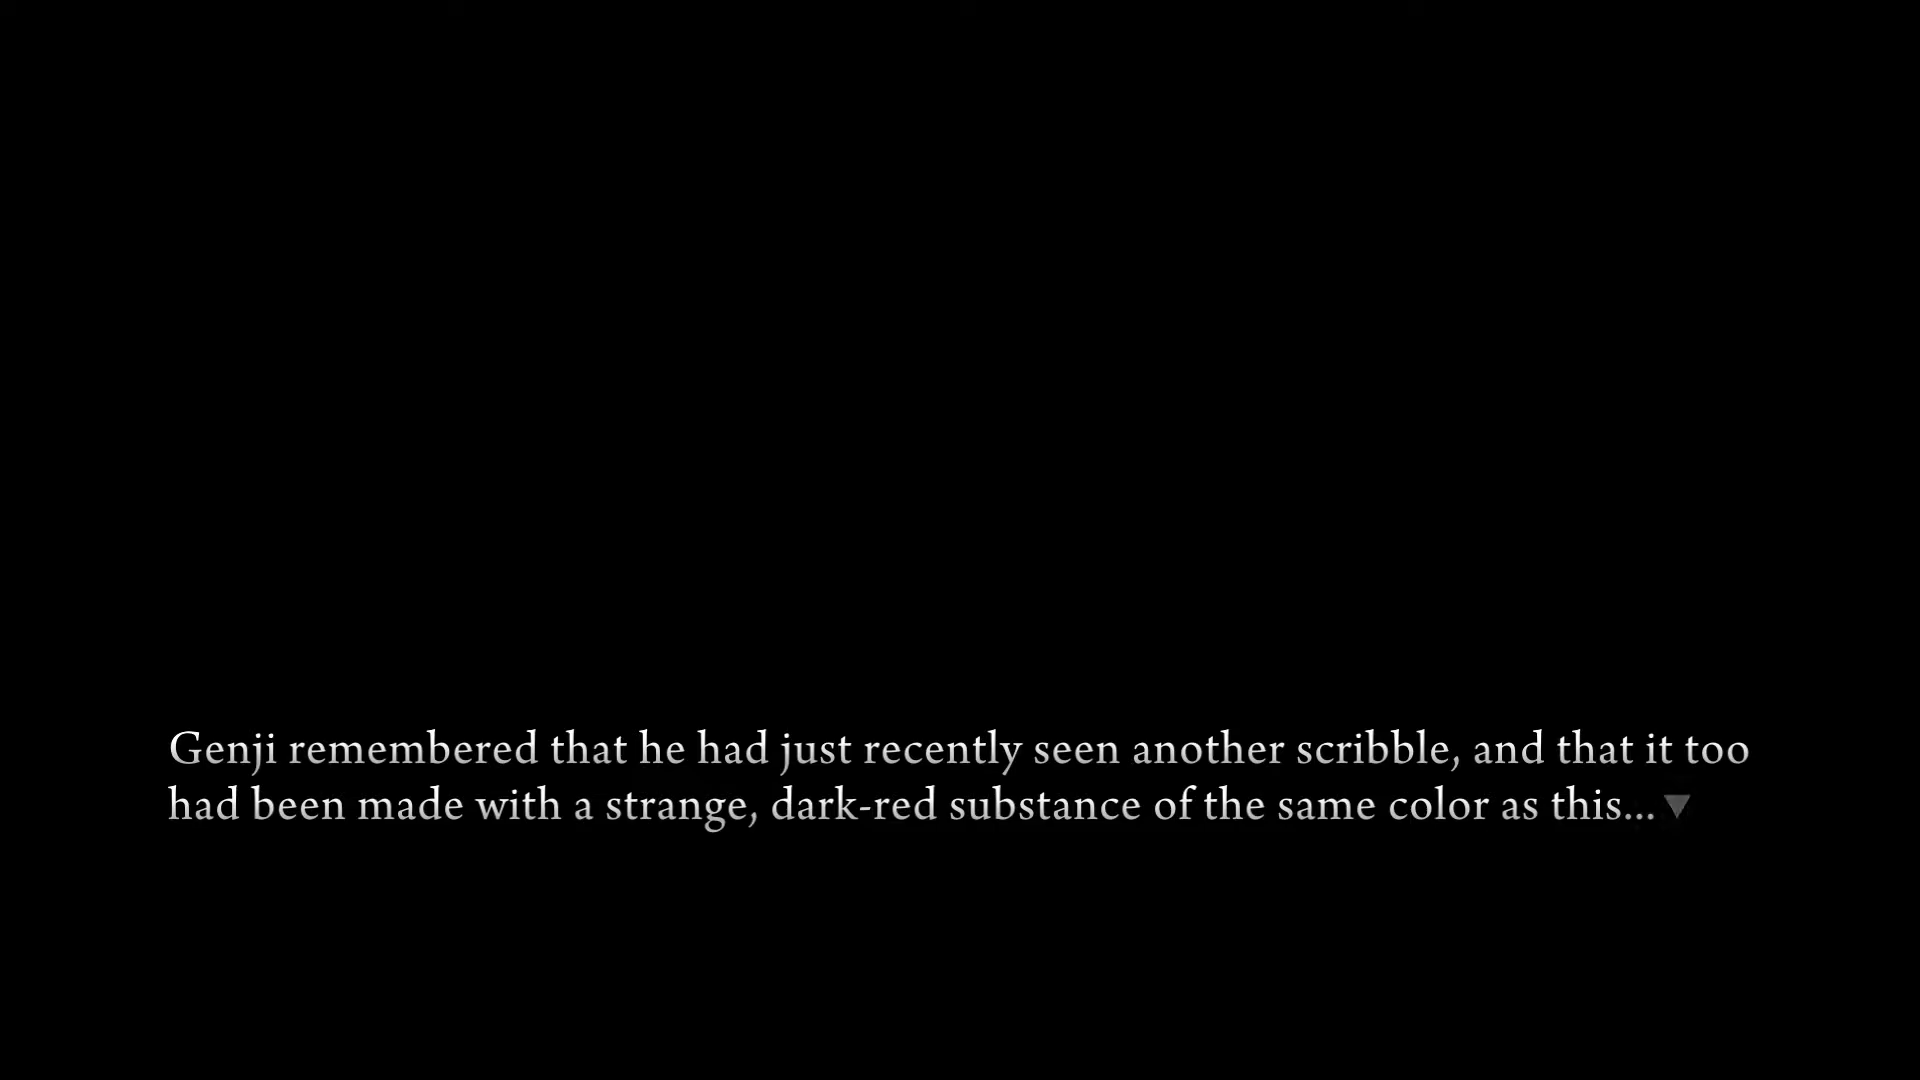 Genji remembered that he had just recently seen another scribble, and that it too
had been made with a strange, dark-red substance of the same color as this...